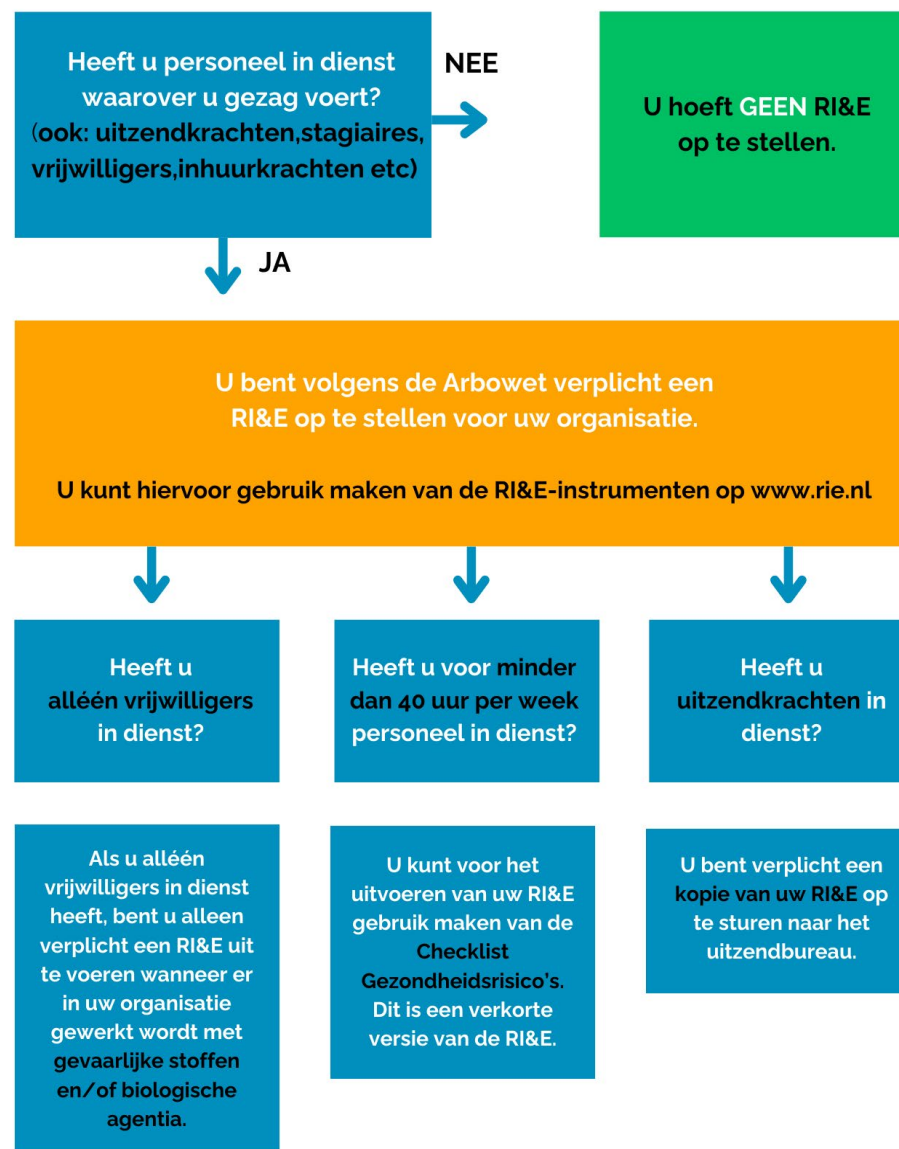 Heeft u personeel in dienst
waarover u gezag voert?
(ook: uitzendkrachten,stagiaires,
vrijwilligers,inhuurkrachten etc)
NEE
U hoeft GEEN RI&E
op te stellen.
JA
U bent volgens de Arbowet verplicht een
RI&E op te stellen voor uw organisatie.
U kunt hiervoor gebruik maken van de RI&E-instrumenten op www.rie.nl
Heeft u
alléén vrijwilligers
in dienst?
Heeft u voor minder
dan 40 uur per week
personeel in dienst?
Heeft u
uitzendkrachten in
dienst?
Als u alléén
vrijwilligers in dienst
heeft, bent u alleen
verplicht een RI&E uit
te voeren wanneer er
in uw organisatie
gewerkt wordt met
gevaarlijke stoffen
en/of biologische
agentia.
U kunt voor het
uitvoeren van uw RI&E
gebruik maken van de
Checklist
Gezondheidsrisico's.
Dit is een verkorte
versie van de RI&E.
U bent verplicht een
kopie van uw RI&E op
te sturen naar het
uitzendbureau.